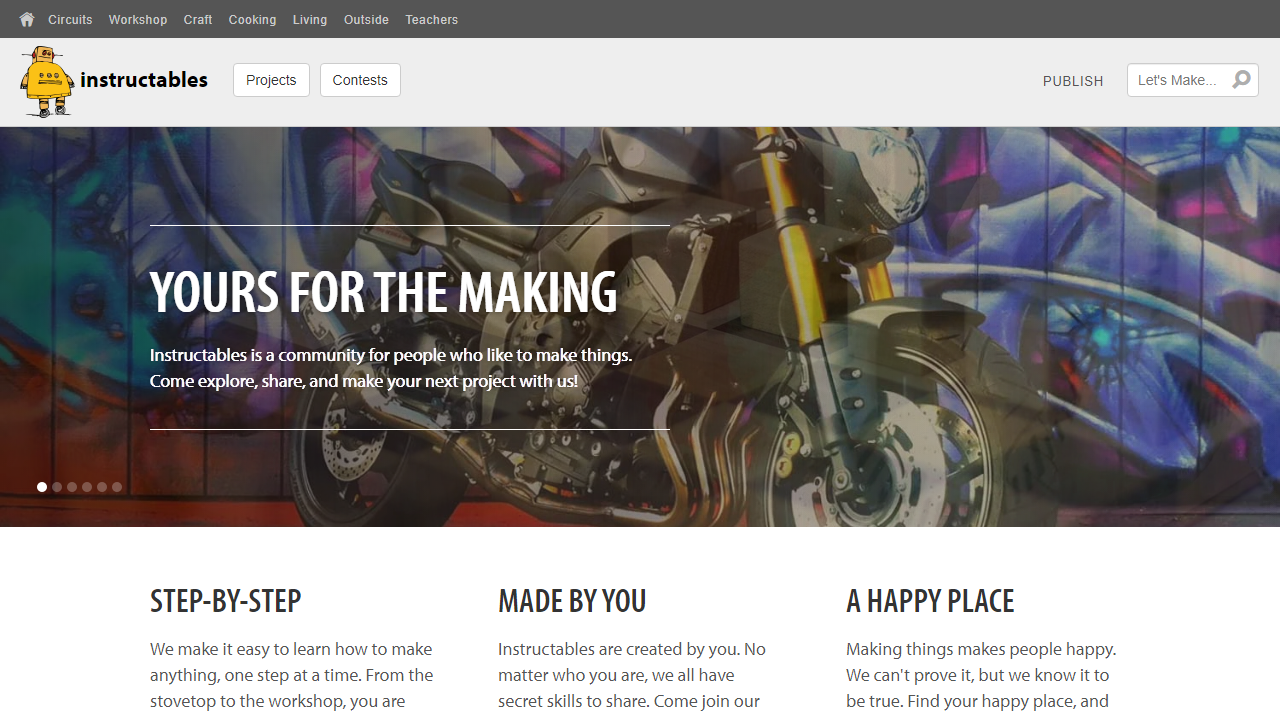 Circuits Workshop Craft Cooking Living Outside Teachers
instructables Projects Contests PUBLISH Let's Make...
YOURS FOR THE MAKING
Instructables is a community for people who like to make things.
Come explore, share, and make your next project with us!
STEP-BY-STEP
We make it easy to learn how to make
anything, one step at a time. From the
stovetop to the workshop, you are
MADE BY YOU
Instructables are created by you. No
matter who you are, we all have
secret skills to share. Come join our
A HAPPY PLACE
Making things makes people happy.
We can't prove it, but we know it to
be true. Find your happy place, and